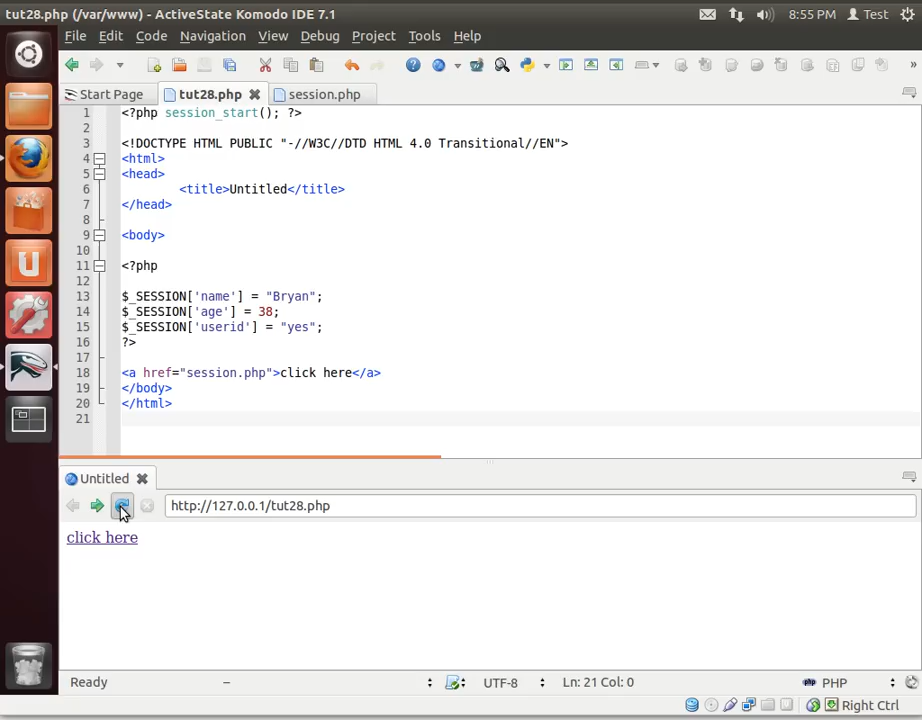 tut28.php (/var/www) - ActiveState Komodo IDE 7.1
8:55 PM
Test
File Edit Code Navigation View Debug Project Tools Help
Start Page
tut28.php
session.php
1 <?php session_start(); ?>
2
3 <!DOCTYPE HTML PUBLIC "-//W3C//DTD HTML 4.0 Transitional//EN">
4 <html>
5 <head>
6 <title>Untitled</title>
7 </head>
8
9 <body>
10
11 <?php
12
13 $_SESSION['name'] = "Bryan";
14 $_SESSION['age'] = 38;
15 $_SESSION['userid'] = "yes";
16 ?>
17
18 <a href="session.php">click here</a>
19 </body>
20 </html>
21
Untitled
http://127.0.0.1/tut28.php
click here
Ready
–
UTF-8
Ln: 21 Col: 0
PHP
Right Ctrl